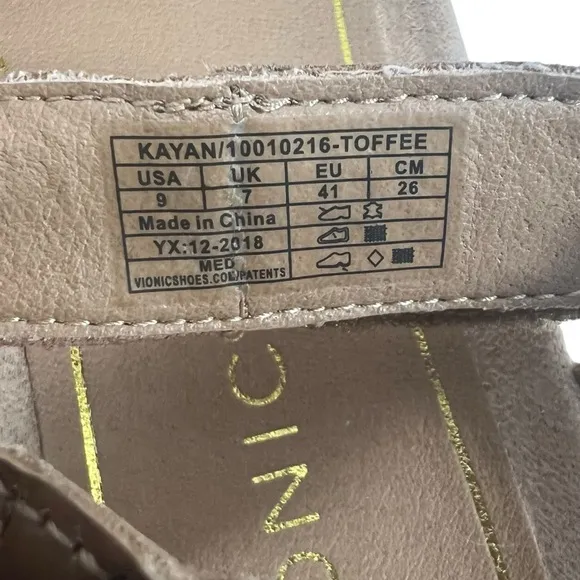 KAYAN/10010216-TOFFEE
USA UK EU CM
9 7 41 26
Made in China
YX:12-2018
MED
VIONICSHOES.COM/PATENTS
ONIC